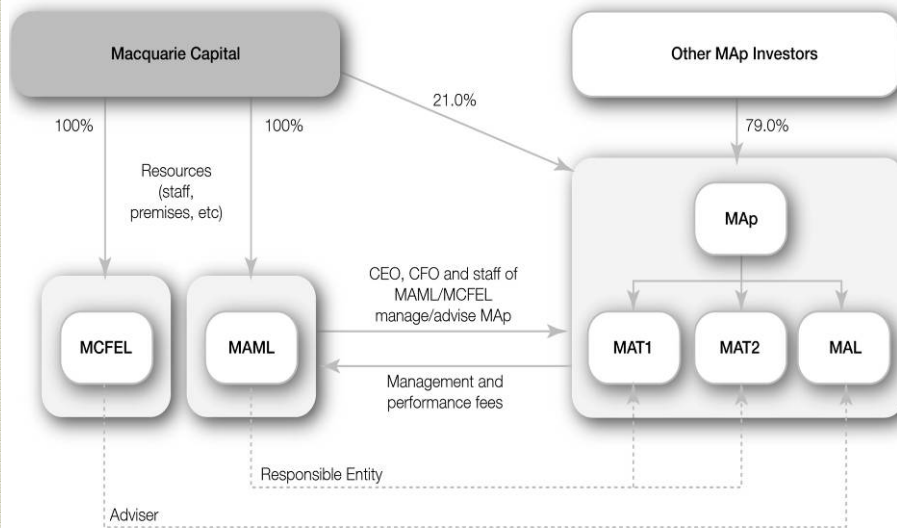 Macquarie Capital
Other MAp Investors
21.0%
100%
100%
79.0%
Resources
(staff,
premises, etc)
MAp
CEO, CFO and staff of
MAML/MCFEL
manage/advise MAp
MCFEL
MAML
MAT1
MAT2
MAL
Management and
performance fees
Responsible Entity
Adviser